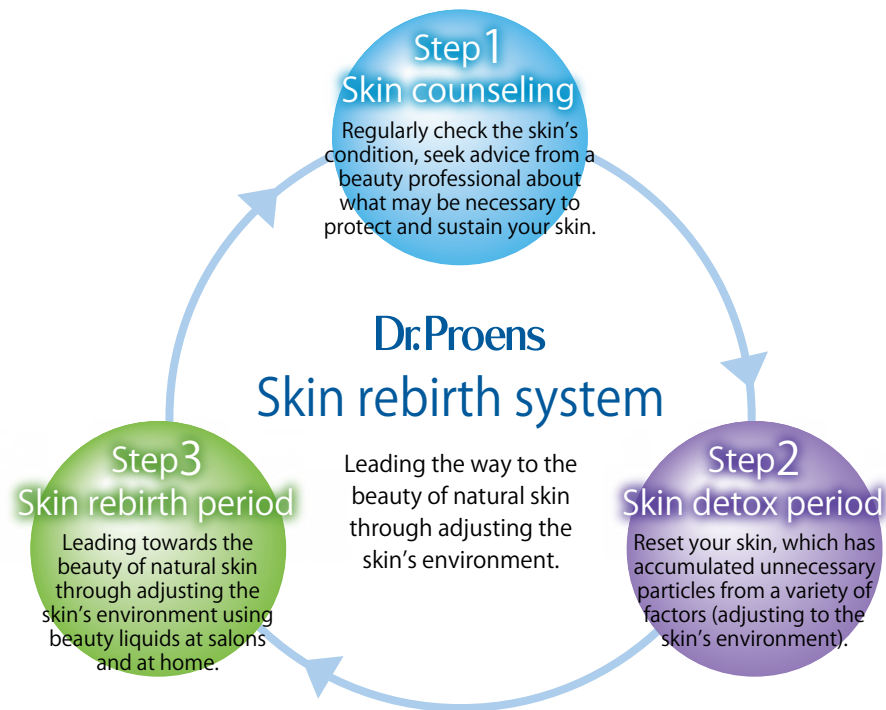 Step1
Skin counseling
Regularly check the skin's
condition, seek advice from a
beauty professional about
what may be necessary to
protect and sustain your skin.
Dr.Proens
Skin rebirth system
Leading the way to the
beauty of natural skin
through adjusting the
skin's environment.
Step2
Skin detox period
Reset your skin, which has
accumulated unnecessary
particles from a variety of
factors (adjusting to the
skin's environment).
Step3
Skin rebirth period
Leading towards the
beauty of natural skin
through adjusting the
skin's environment using
beauty liquids at salons
and at home.